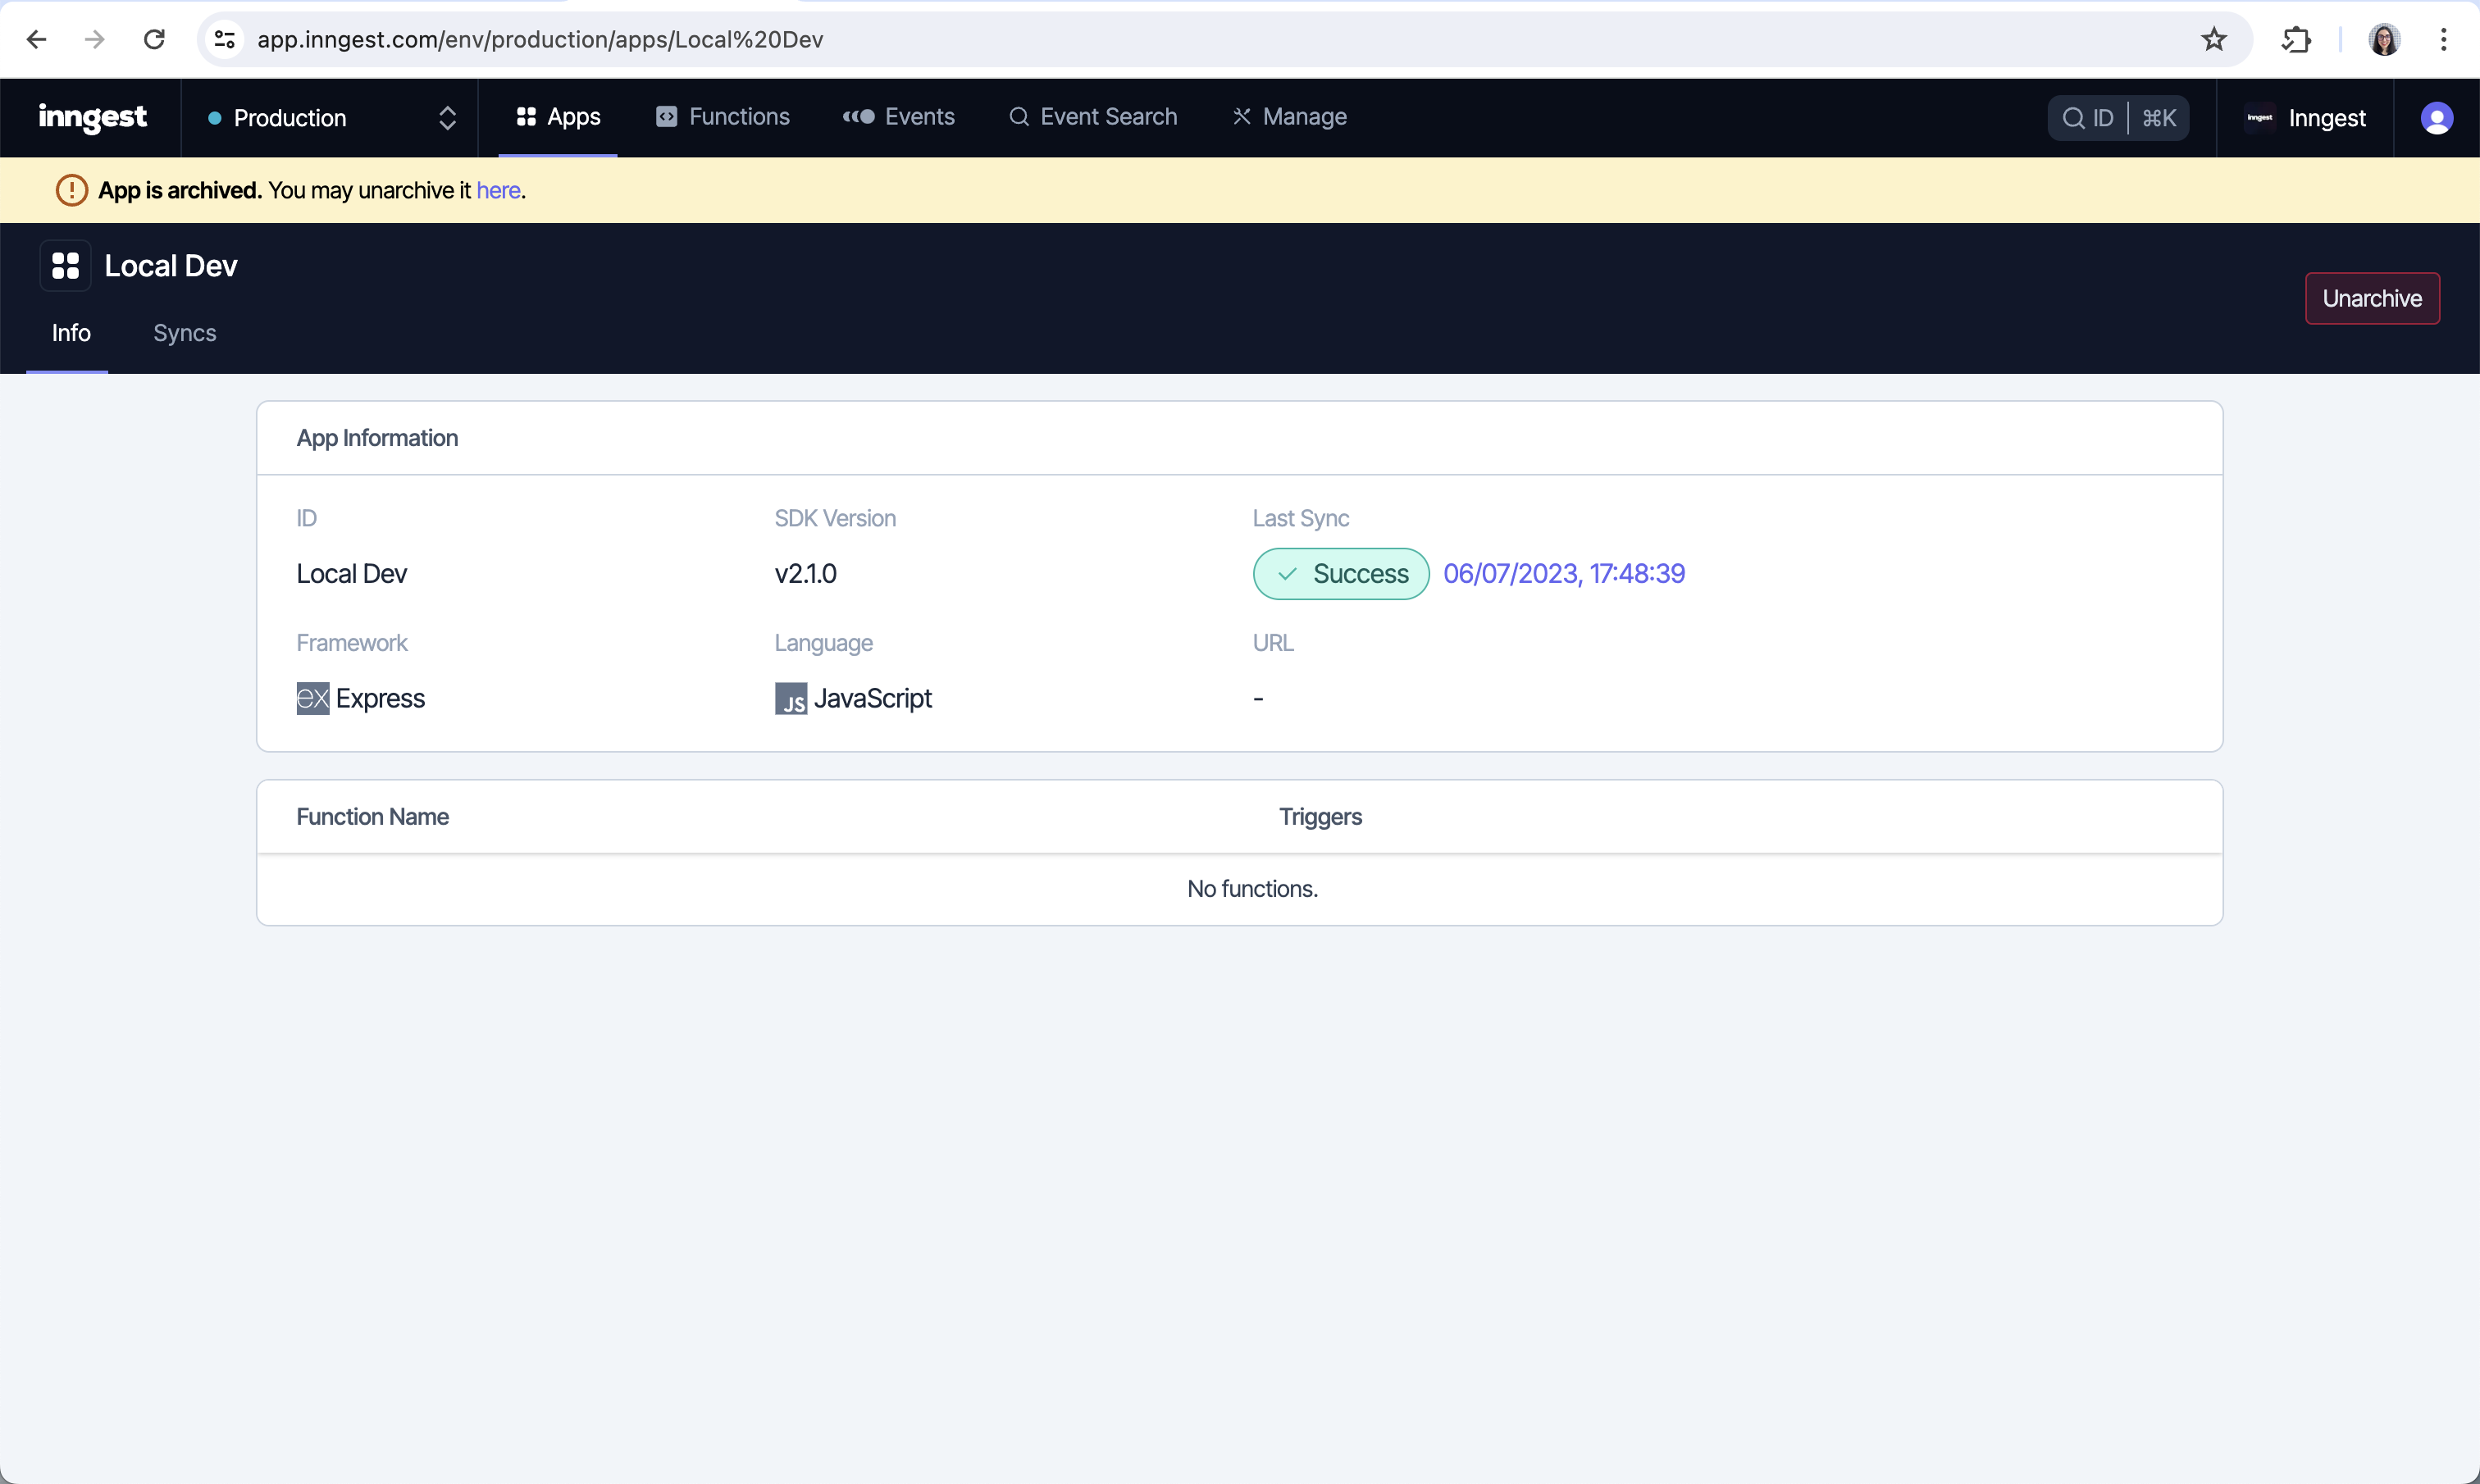 app.inngest.com/env/production/apps/Local%20Dev
inngest
Production
Apps
Functions
Events
Event Search
Manage
ID
⌘K
inngest
Inngest
App is archived. You may unarchive it here.
Local Dev
Unarchive
Info
Syncs
App Information
ID
SDK Version
Last Sync
Local Dev
v2.1.0
Success
06/07/2023, 17:48:39
Framework
Language
URL
ex
Express
JS
JavaScript
-
Function Name
Triggers
No functions.